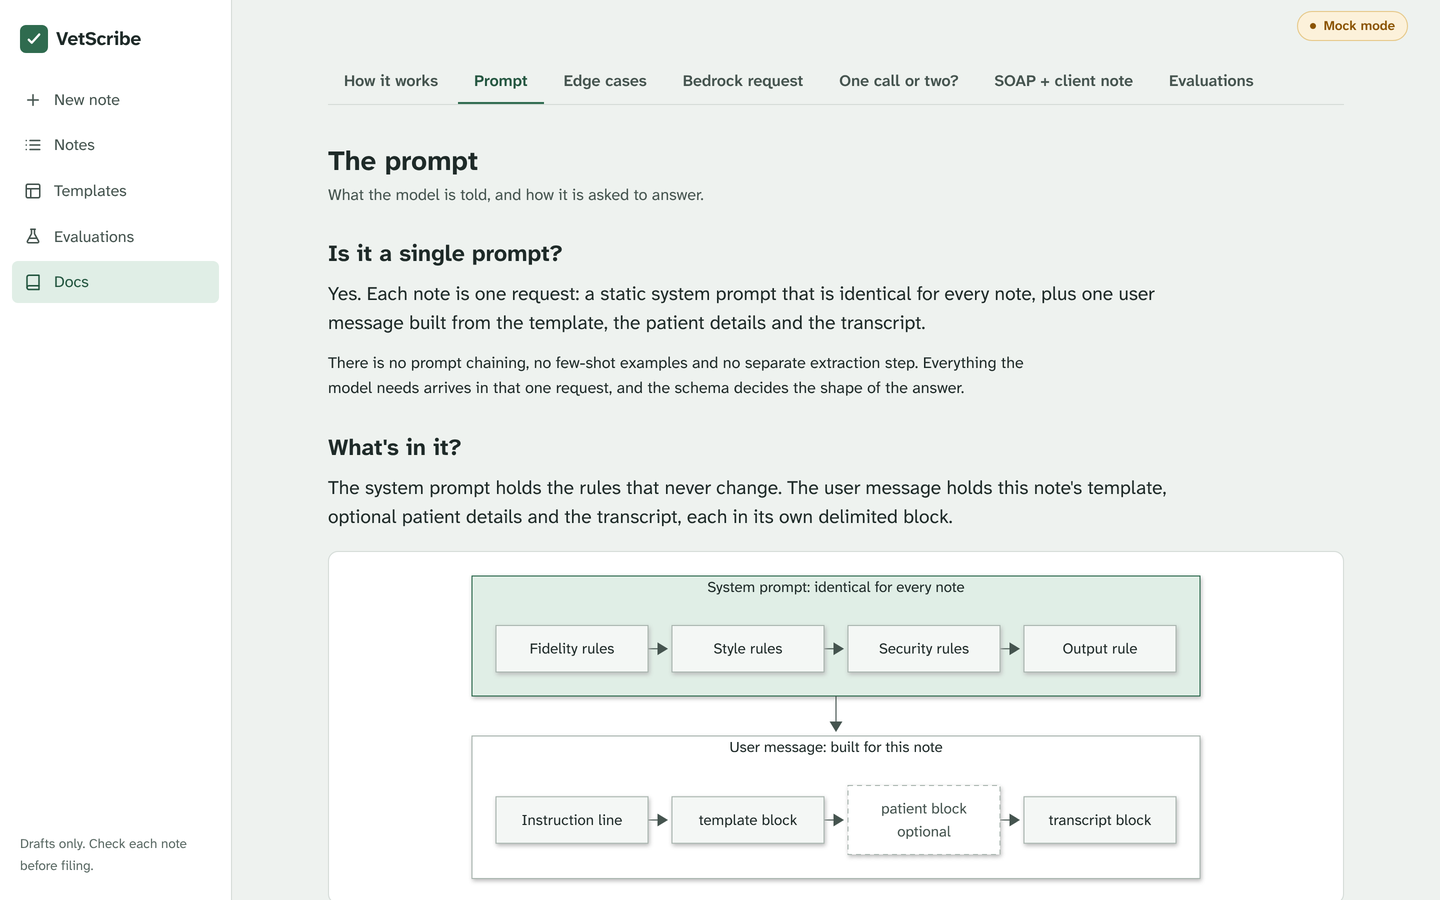 VetScribe
Mock mode
New note
Notes
Templates
Evaluations
Docs
How it works
Prompt
Edge cases
Bedrock request
One call or two?
SOAP + client note
Evaluations
The prompt
What the model is told, and how it is asked to answer.
Is it a single prompt?
Yes. Each note is one request: a static system prompt that is identical for every note, plus one user
message built from the template, the patient details and the transcript.
There is no prompt chaining, no few-shot examples and no separate extraction step. Everything the
model needs arrives in that one request, and the schema decides the shape of the answer.
What's in it?
The system prompt holds the rules that never change. The user message holds this note's template,
optional patient details and the transcript, each in its own delimited block.
System prompt: identical for every note
Fidelity rules
Style rules
Security rules
Output rule
User message: built for this note
Instruction line
template block
patient block
optional
transcript block
Drafts only. Check each note
before filing.